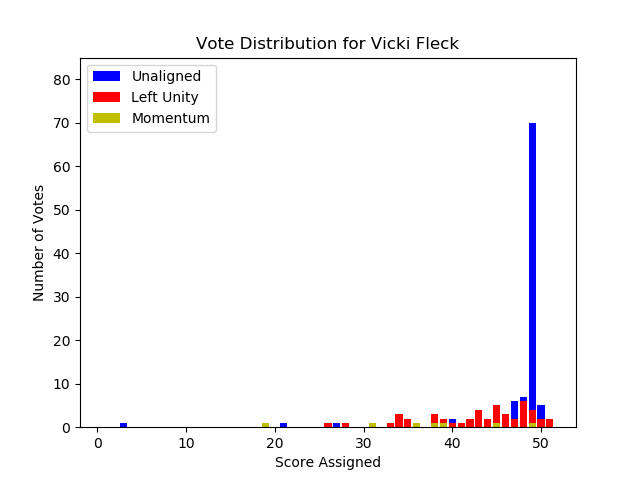 Vote Distribution for Vicki Fleck
Unaligned
Left Unity
Momentum
Number of Votes
80
70
60
50
40
30
20
10
0
0 10 20 30 40 50
Score Assigned